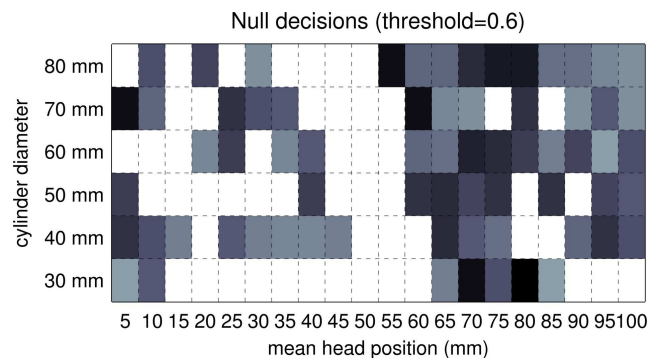 Null decisions (threshold=0.6)
80 mm
70 mm
60 mm
50 mm
40 mm
30 mm
cylinder diameter
5 10 15 20 25 30 35 40 45 50 55 60 65 70 75 80 85 90 95 100
mean head position (mm)